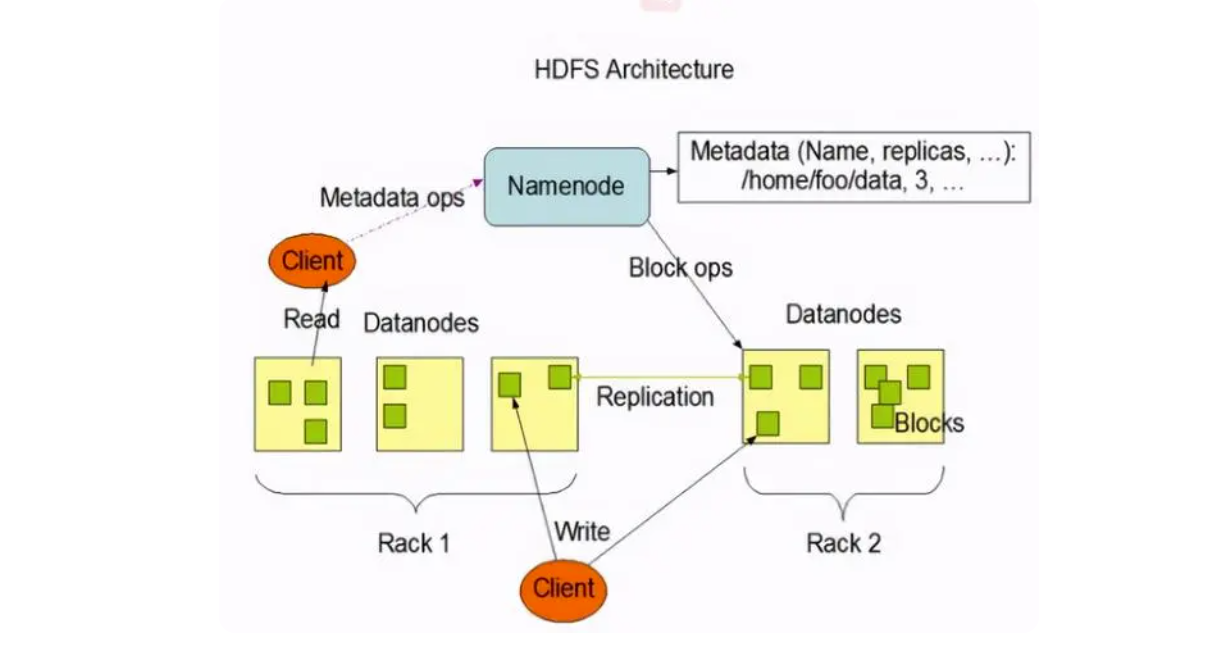 HDFS Architecture
Metadata (Name, replicas, ...):
/home/foo/data, 3, ...
Namenode
Metadata ops
Client
Block ops
Read
Datanodes
Datanodes
Replication
Blocks
Rack 1
Write
Rack 2
Client